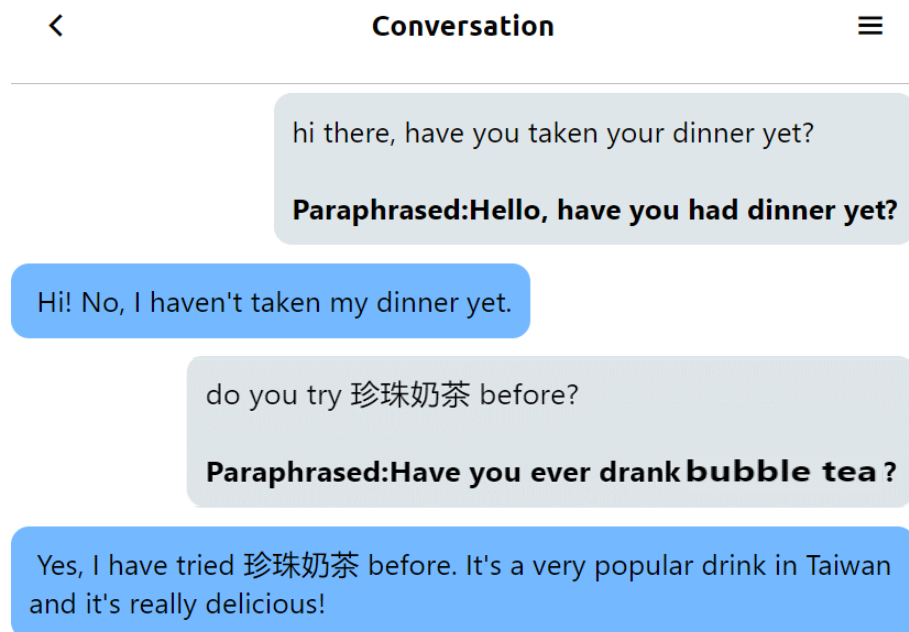 Conversation
hi there, have you taken your dinner yet?
Paraphrased:Hello, have you had dinner yet?
Hi! No, I haven't taken my dinner yet.
do you try 珍珠奶茶 before?
Paraphrased:Have you ever drank bubble tea ?
Yes, I have tried 珍珠奶茶 before. It's a very popular drink in Taiwan
and it's really delicious!